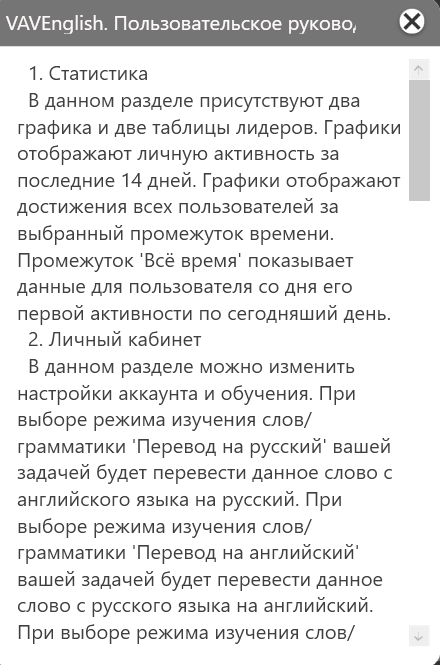 VAVEnglish. Пользовательское руково
1. Статистика
В данном разделе присутствуют два
графика и две таблицы лидеров. Графики
отображают личную активность за
последние 14 дней. Графики отображают
достижения всех пользователей за
выбранный промежуток времени.
Промежуток 'Всё время' показывает
данные для пользователя со дня его
первой активности по сегодняший день.
2. Личный кабинет
В данном разделе можно изменить
настройки аккаунта и обучения. При
выборе режима изучения слов/
грамматики 'Перевод на русский' вашей
задачей будет перевести данное слово с
английского языка на русский. При
выборе режима изучения слов/
грамматики 'Перевод на английский'
вашей задачей будет перевести данное
слово с русского языка на английский.
При выборе режима изучения слов/